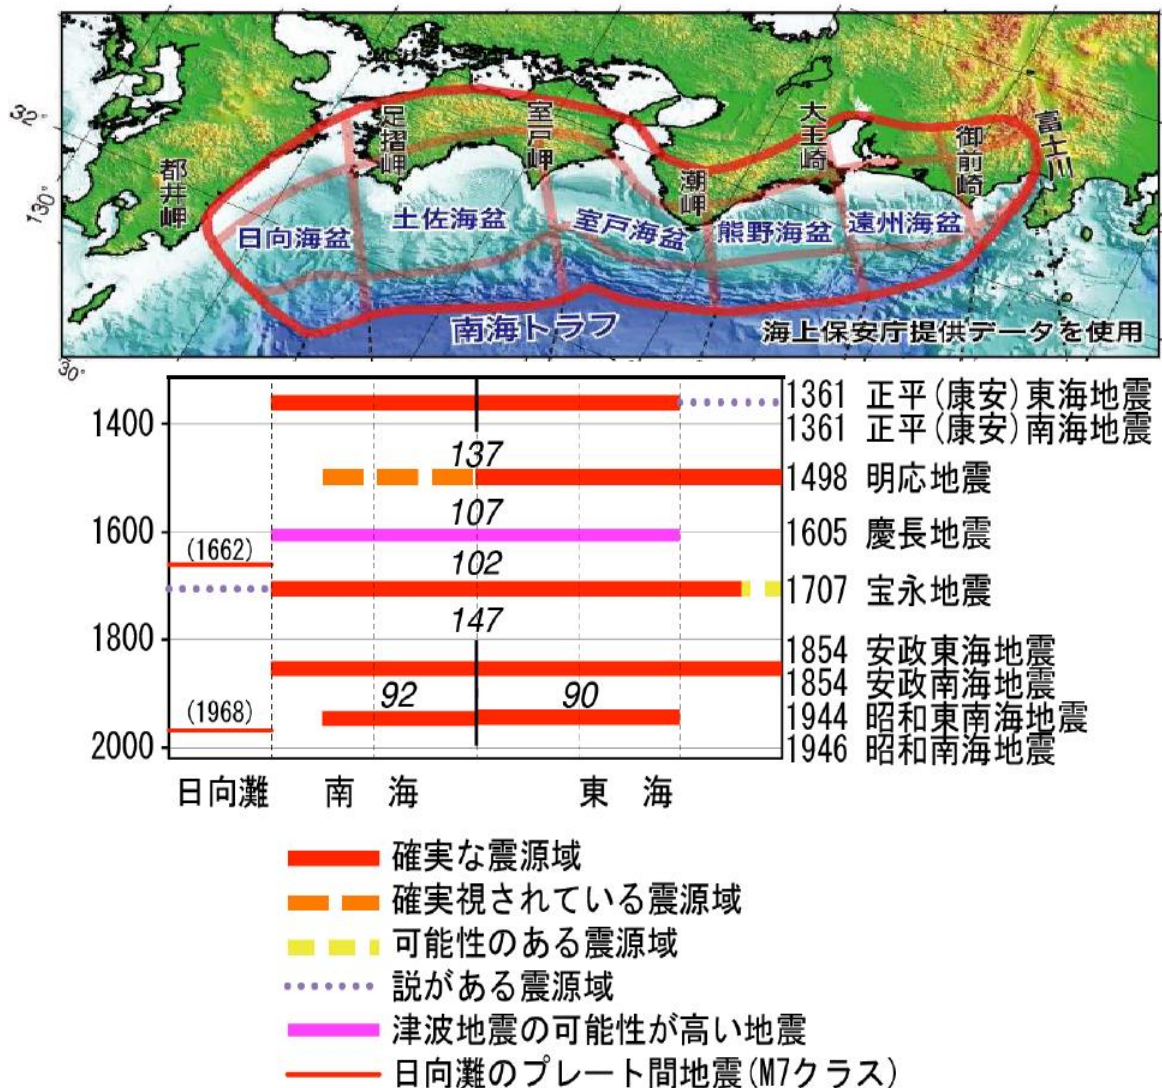 32°
130°
30°
都井岬
足摺岬
室戸岬
潮岬
大王崎
御前崎
富士川
日向海盆
土佐海盆
室戸海盆
熊野海盆
遠州海盆
南海トラフ
海上保安庁提供データを使用
1361 正平(康安)東海地震
1400
1361 正平(康安)南海地震
137
1498 明応地震
107
1600
1605 慶長地震
(1662)
102
1707 宝永地震
147
1800
1854 安政東海地震
1854 安政南海地震
92
90
(1968)
1944 昭和東南海地震
2000
1946 昭和南海地震
日向灘
南 海
東 海
確実な震源域
確実視されている震源域
可能性のある震源域
説がある震源域
津波地震の可能性が高い地震
日向灘のプレート間地震(M7クラス)